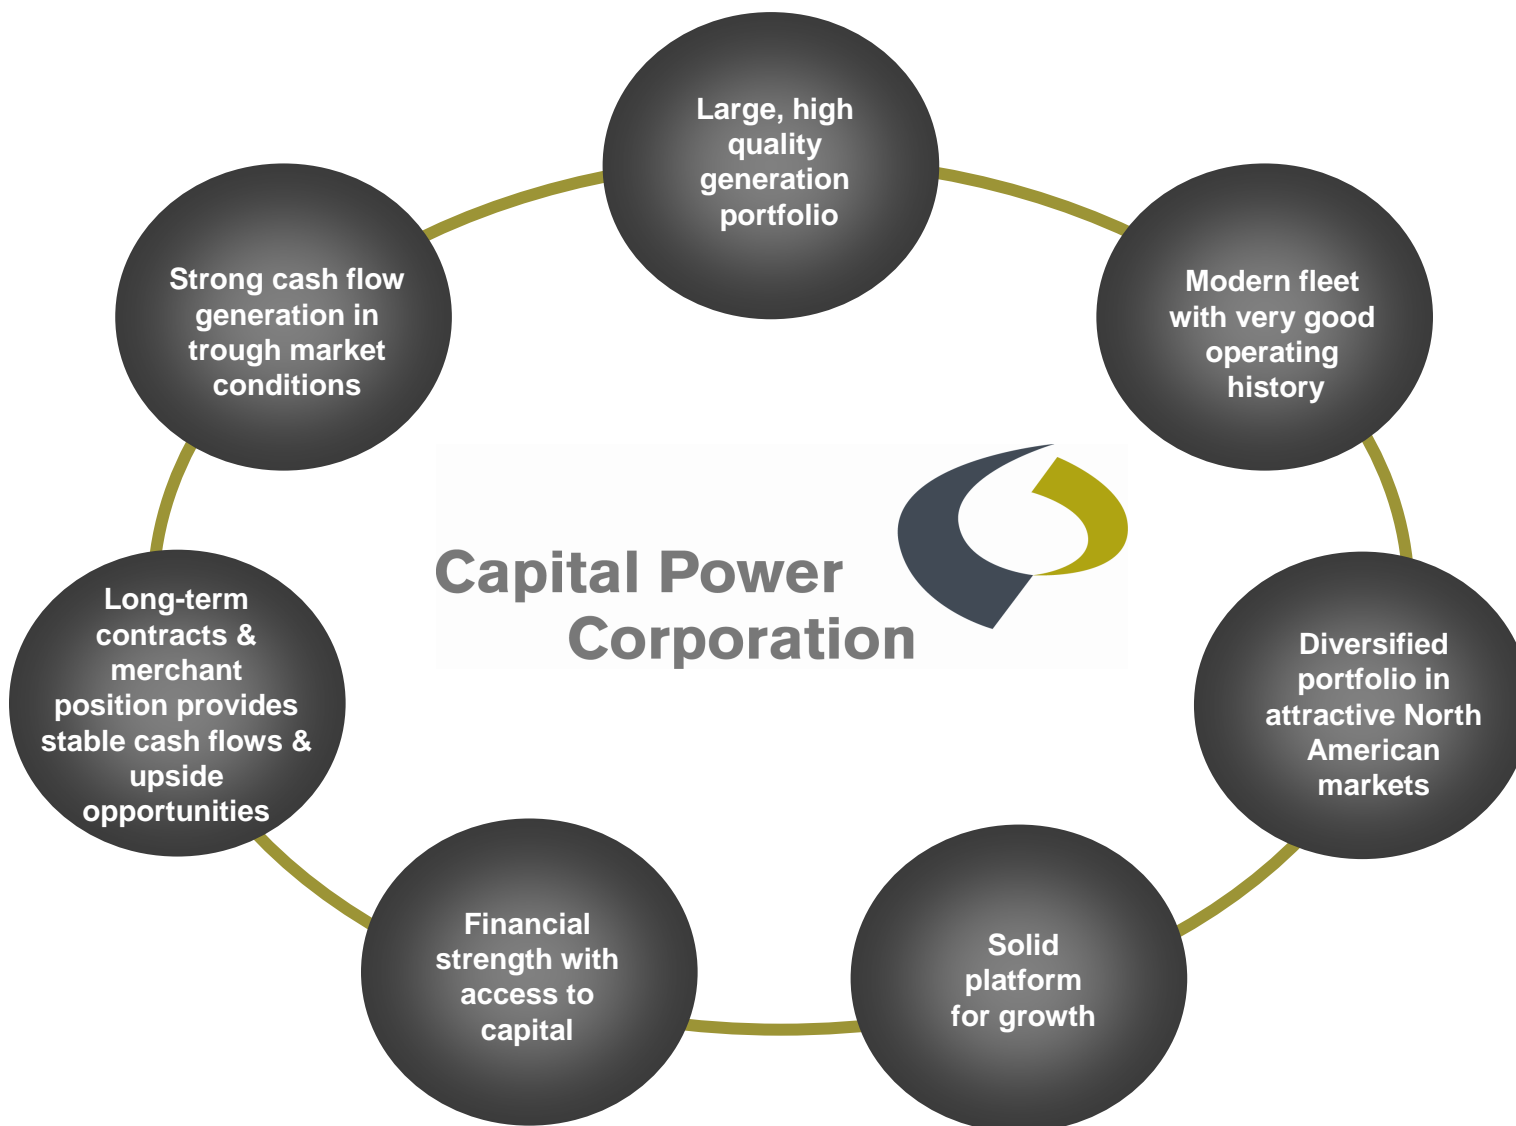 Large, high
quality
generation
portfolio
Modern fleet
with very good
operating
history
Diversified
portfolio in
attractive North
American
markets
Solid
platform
for growth
Financial
strength with
access to
capital
Long-term
contracts &
merchant
position provides
stable cash flows &
upside
opportunities
Strong cash flow
generation in
trough market
conditions
Capital Power
Corporation